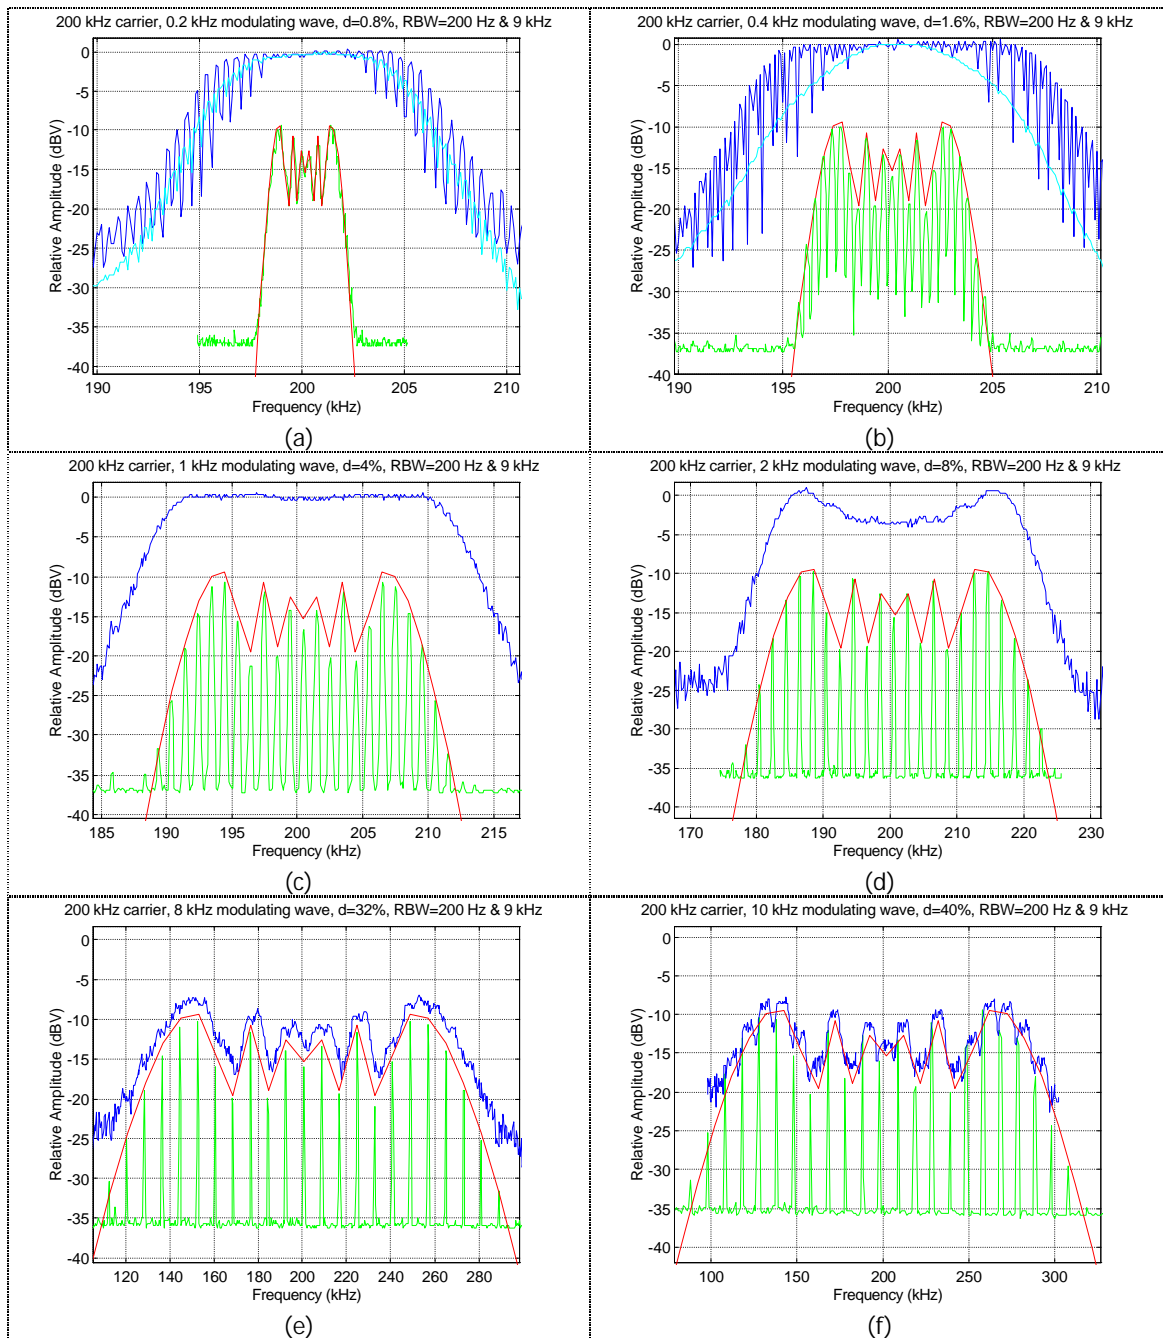 200 kHz carrier, 0.2 kHz modulating wave, d=0.8%, RBW=200 Hz & 9 kHz
0
-5
-10
-15
-20
-25
-30
-35
-40
Relative Amplitude (dBV)
190 195 200 205 210
Frequency (kHz)
(a)
200 kHz carrier, 0.4 kHz modulating wave, d=1.6%, RBW=200 Hz & 9 kHz
0
-5
-10
-15
-20
-25
-30
-35
-40
Relative Amplitude (dBV)
190 195 200 205 210
Frequency (kHz)
(b)
200 kHz carrier, 1 kHz modulating wave, d=4%, RBW=200 Hz & 9 kHz
0
-5
-10
-15
-20
-25
-30
-35
-40
Relative Amplitude (dBV)
185 190 195 200 205 210 215
Frequency (kHz)
(c)
200 kHz carrier, 2 kHz modulating wave, d=8%, RBW=200 Hz & 9 kHz
0
-5
-10
-15
-20
-25
-30
-35
-40
Relative Amplitude (dBV)
170 180 190 200 210 220 230
Frequency (kHz)
(d)
200 kHz carrier, 8 kHz modulating wave, d=32%, RBW=200 Hz & 9 kHz
0
-5
-10
-15
-20
-25
-30
-35
-40
Relative Amplitude (dBV)
120 140 160 180 200 220 240 260 280
Frequency (kHz)
(e)
200 kHz carrier, 10 kHz modulating wave, d=40%, RBW=200 Hz & 9 kHz
0
-5
-10
-15
-20
-25
-30
-35
-40
Relative Amplitude (dBV)
100 150 200 250 300
Frequency (kHz)
(f)